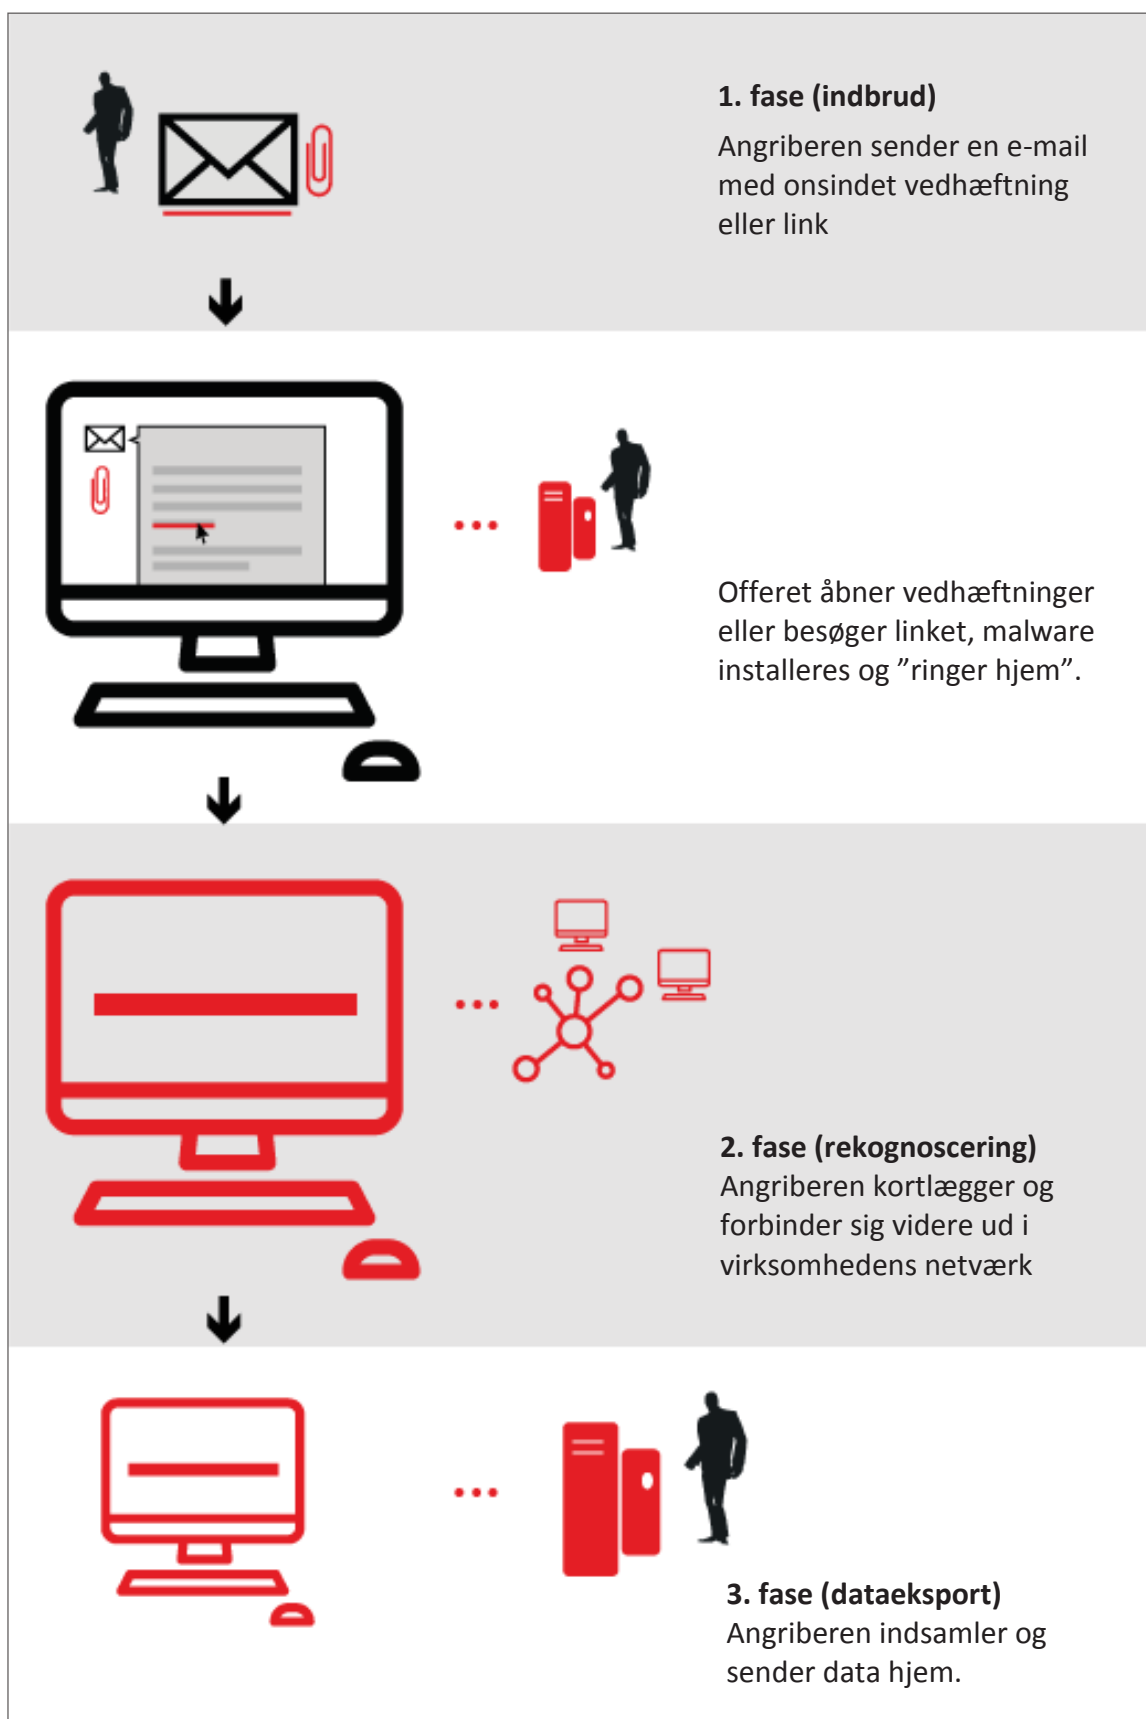 1. fase (indbrud)
Angriberen sender en e-mail
med onsindet vedhæftning
eller link
Offeret åbner vedhæftninger
eller besøger linket, malware
installeres og ”ringer hjem”.
2. fase (rekognoscering)
Angriberen kortlægger og
forbinder sig videre ud i
virksomhedens netværk
3. fase (dataeksport)
Angriberen indsamler og
sender data hjem.